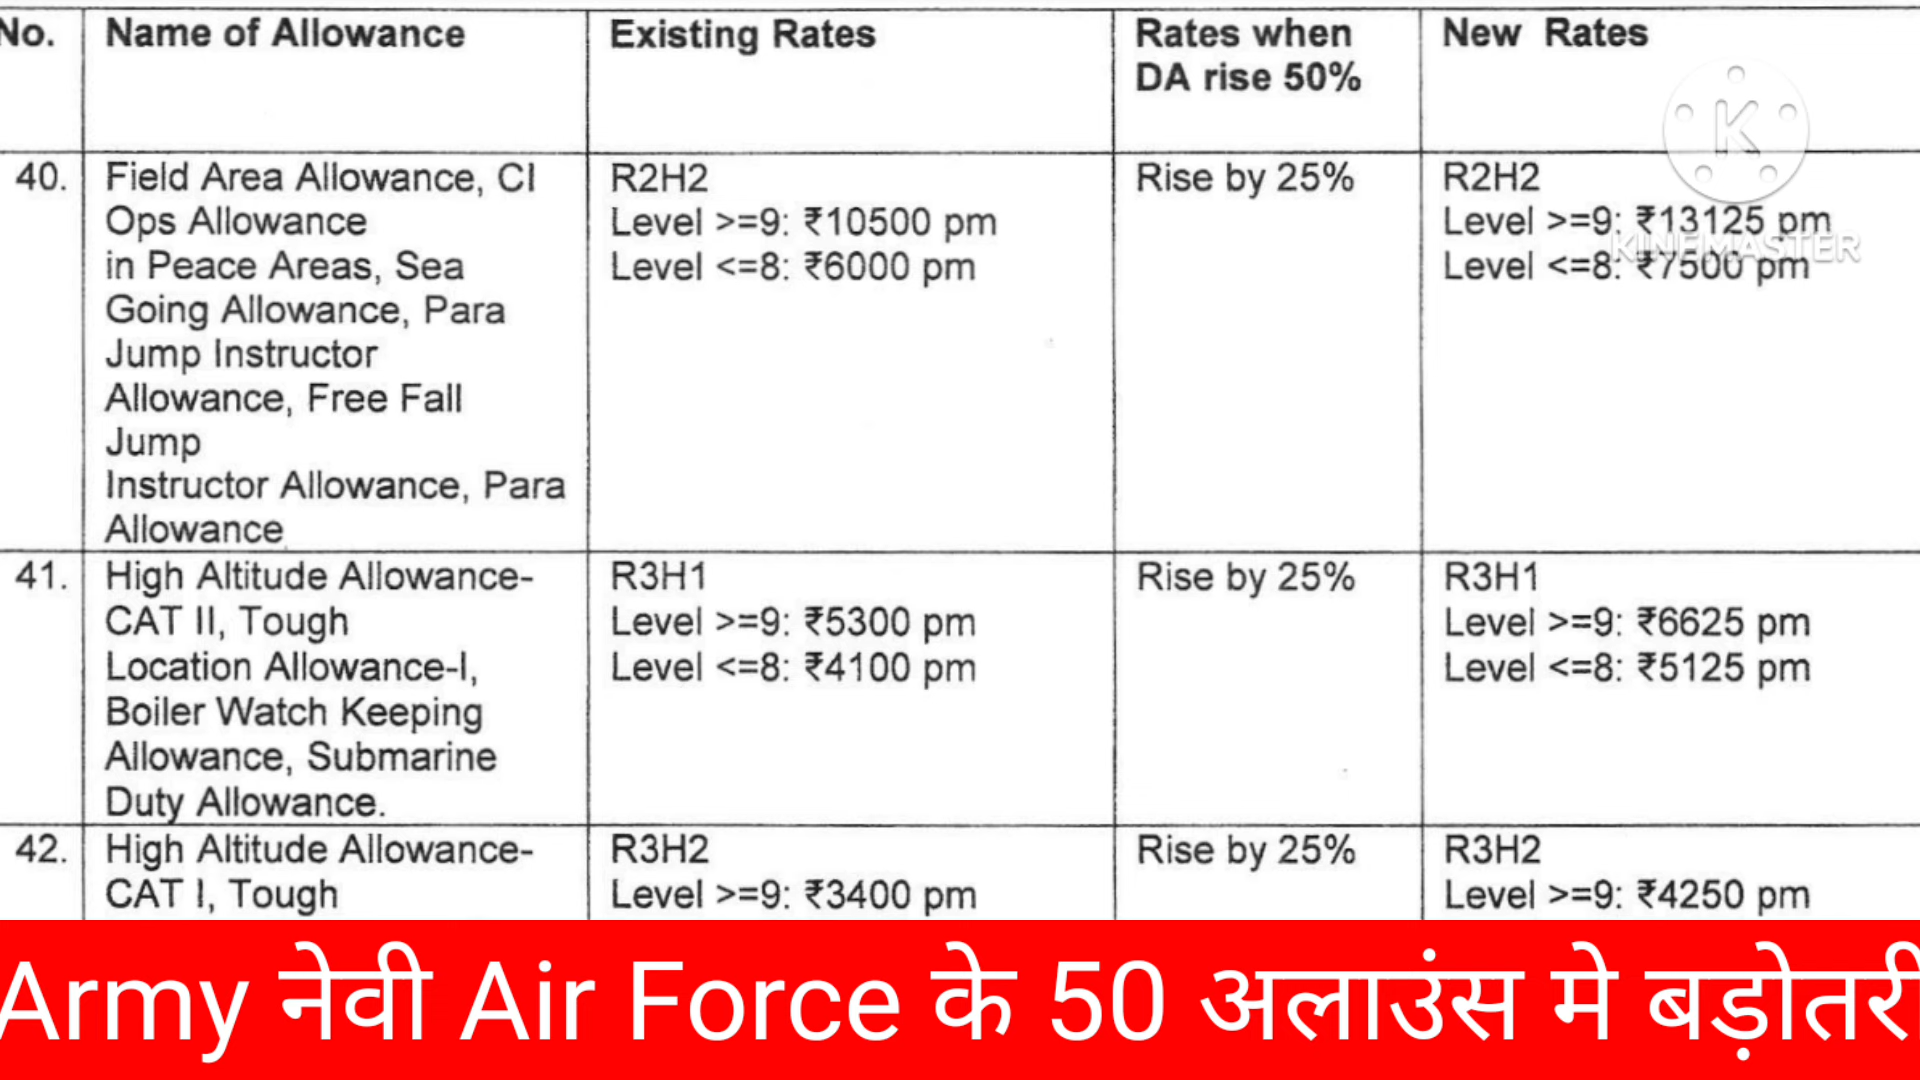 No.
Name of Allowance
Existing Rates
Rates when
DA rise 50%
New Rates
40.
Field Area Allowance, CI
Ops Allowance
in Peace Areas, Sea
Going Allowance, Para
Jump Instructor
Allowance, Free Fall
Jump
Instructor Allowance, Para
Allowance
R2H2
Level >=9: ₹10500 pm
Level <=8: ₹6000 pm
Rise by 25%
R2H2
Level >=9: ₹13125 pm
Level <=8: ₹7500 pm
K
KINEMASTER
41.
High Altitude Allowance-
CAT II, Tough
Location Allowance-I,
Boiler Watch Keeping
Allowance, Submarine
Duty Allowance.
R3H1
Level >=9: ₹5300 pm
Level <=8: ₹4100 pm
Rise by 25%
R3H1
Level >=9: ₹6625 pm
Level <=8: ₹5125 pm
42.
High Altitude Allowance-
CAT I, Tough
R3H2
Level >=9: ₹3400 pm
Rise by 25%
R3H2
Level >=9: ₹4250 pm
Army नेवी Air Force के 50 अलाउंस मे बड़ोतरी